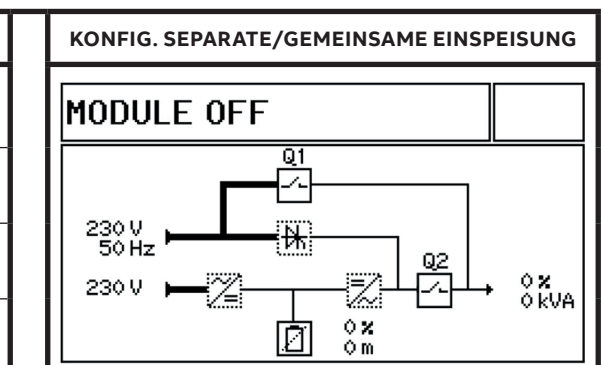 KONFIG. SEPARATE/GEMEINSAME EINSPEISUNG
MODULE OFF
Q1
230 V
50 Hz
Q2
230 V
0 %
0 kVA
0 %
0 m